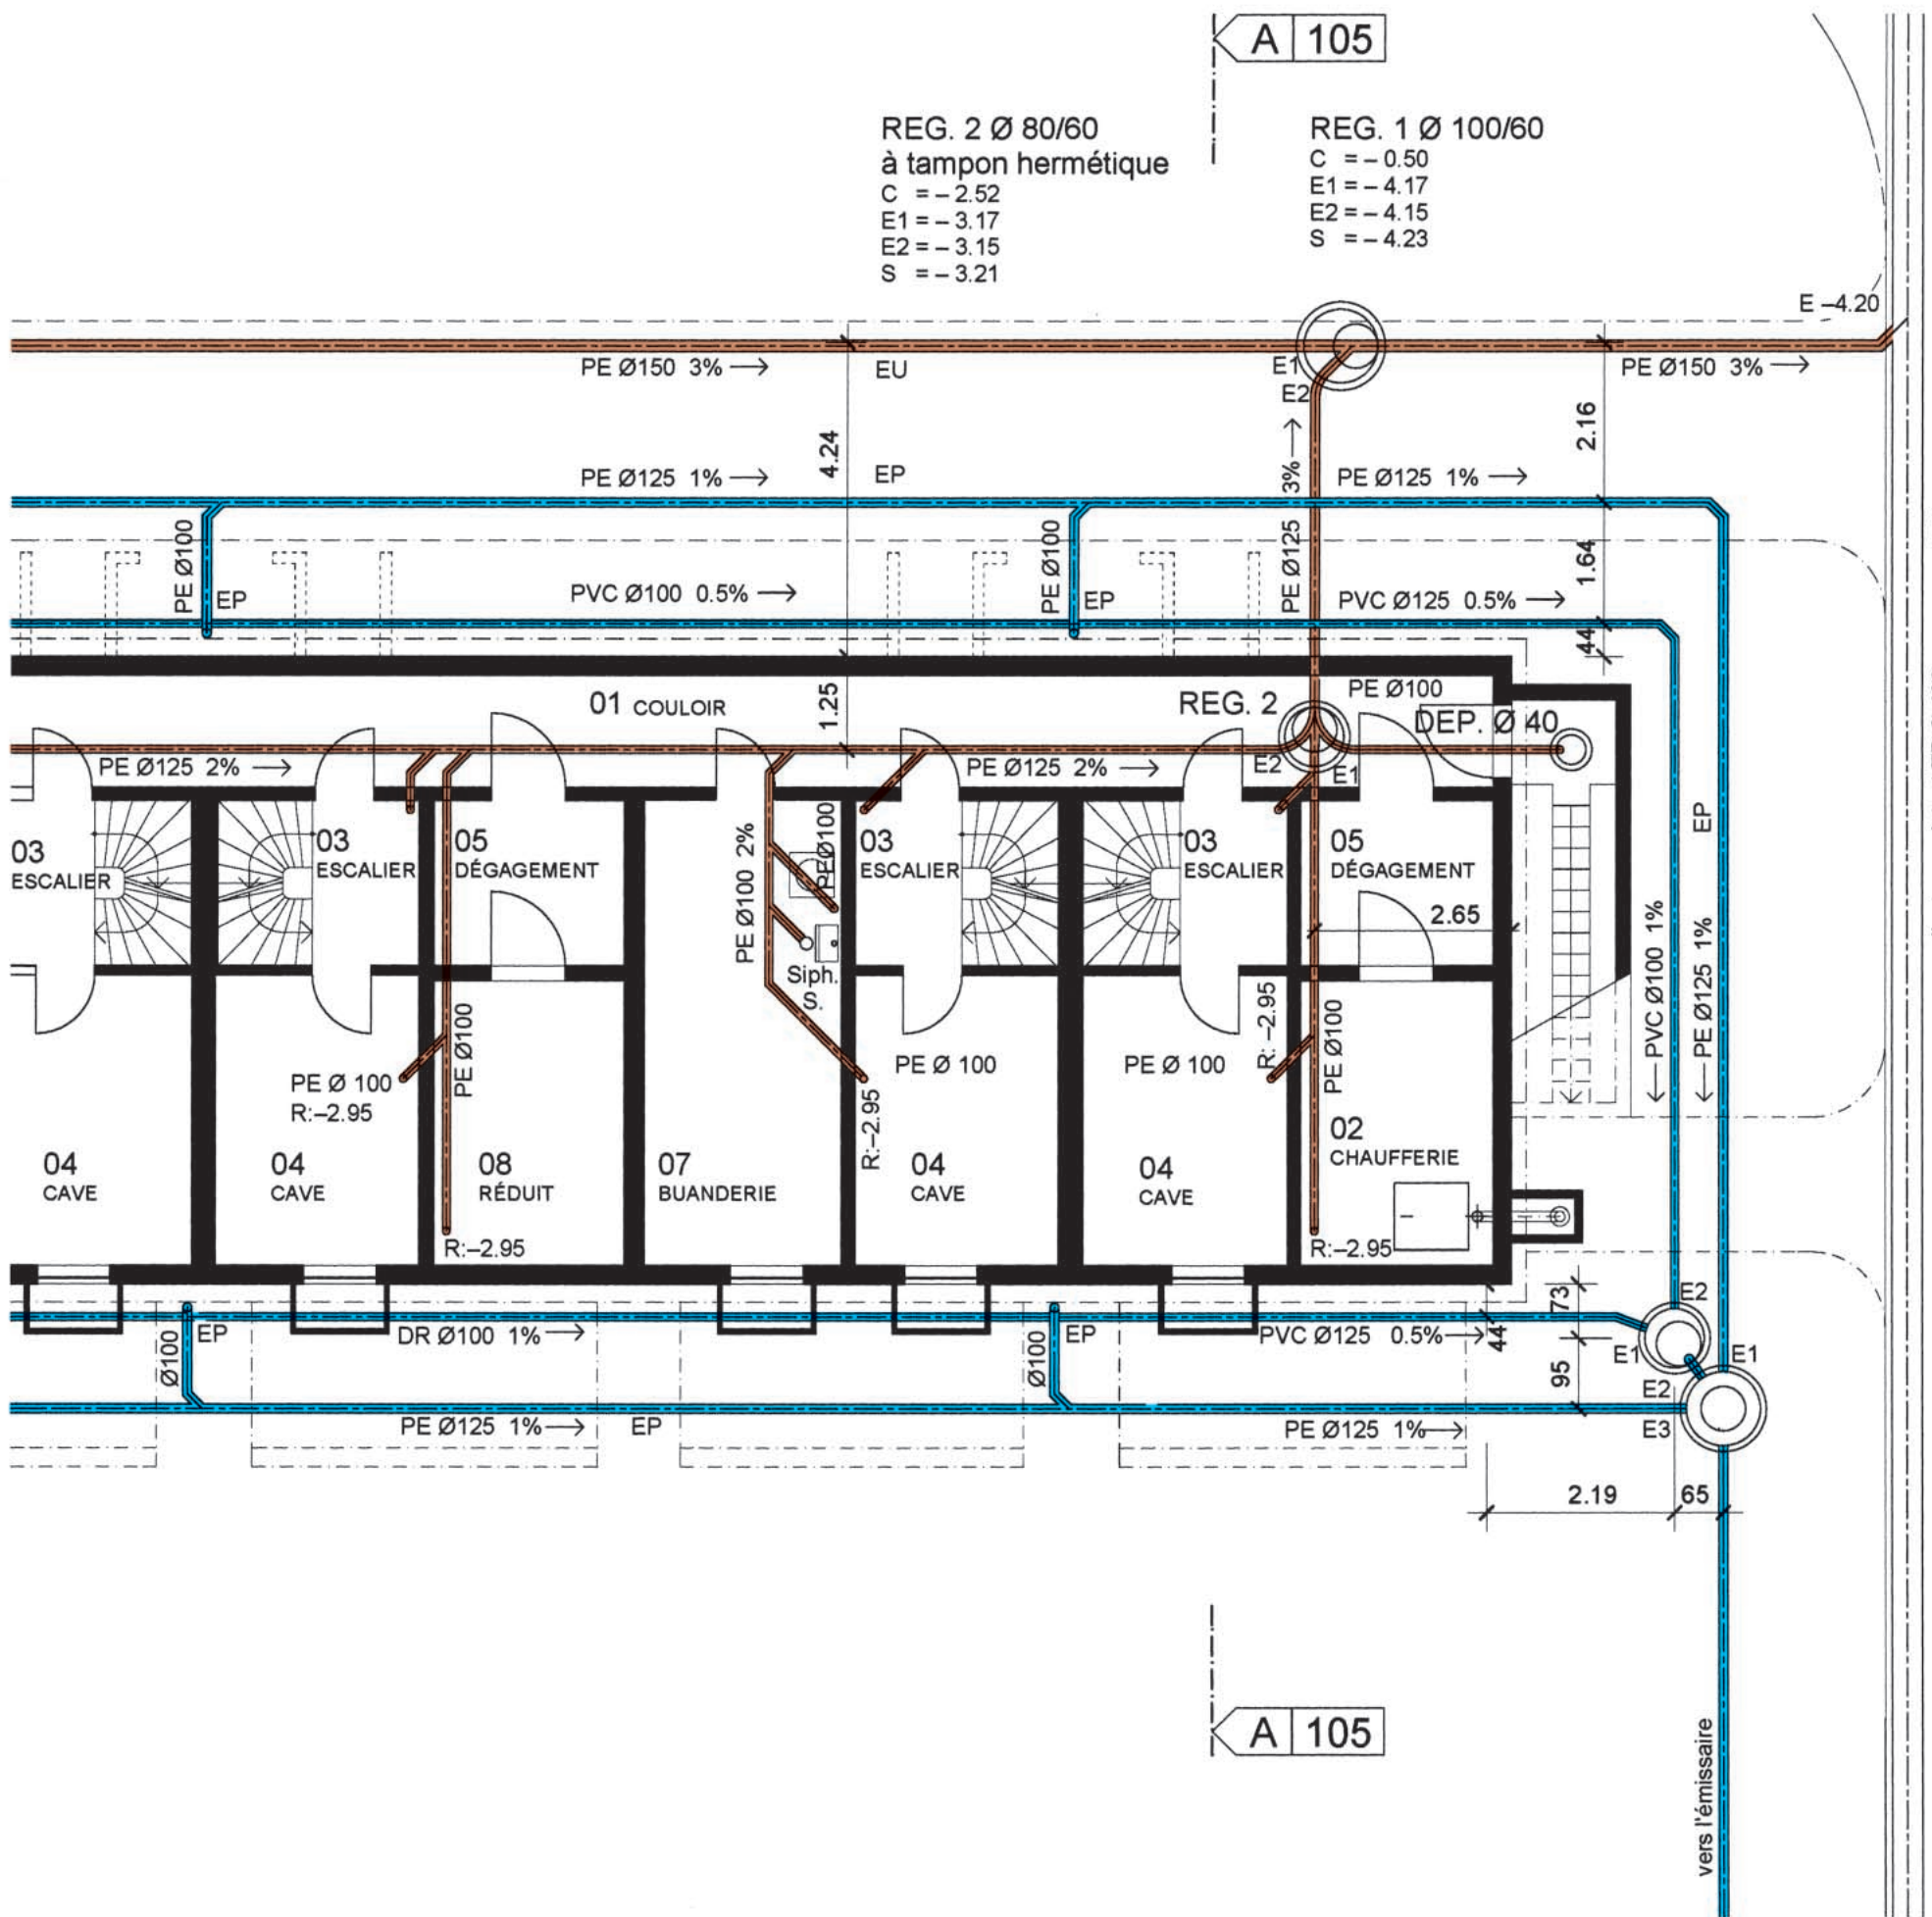 A 105
REG. 2 Ø 80/60
à tampon hermétique
C = – 2.52
E1 = – 3.17
E2 = – 3.15
S = – 3.21
REG. 1 Ø 100/60
C = – 0.50
E1 = – 4.17
E2 = – 4.15
S = – 4.23
E –4.20
PE Ø150 3% →
EU
E1
E2
PE Ø150 3% →
4.24
2.16
PE Ø125 1% →
EP
PE Ø125 3% →
PE Ø125 1% →
PE Ø100
EP
PVC Ø100 0.5% →
PE Ø100
EP
PVC Ø125 0.5% →
1.64
44
01 COULOIR
1.25
REG. 2
PE Ø100
DEP. Ø 40
PE Ø125 2% →
PE Ø125 2% →
E2
E1
03
ESCALIER
03
ESCALIER
05
DÉGAGEMENT
PE Ø100 2%
PE Ø100
03
ESCALIER
03
ESCALIER
05
DÉGAGEMENT
2.65
EP
Siph.
S.
PE Ø100
PE Ø 100
R:–2.95
R:–2.95
PE Ø 100
PE Ø 100
R: –2.95
PE Ø100
← PVC Ø100 1%
← PE Ø125 1%
04
CAVE
04
CAVE
08
RÉDUIT
07
BUANDERIE
04
CAVE
04
CAVE
02
CHAUFFERIE
R:–2.95
R:–2.95
Ø100
EP
DR Ø100 1% →
Ø100
EP
PVC Ø125 0.5% →
44
73
95
E2
E1
E1
E2
E3
PE Ø125 1% →
EP
PE Ø125 1% →
2.19
65
A 105
vers l'émissaire